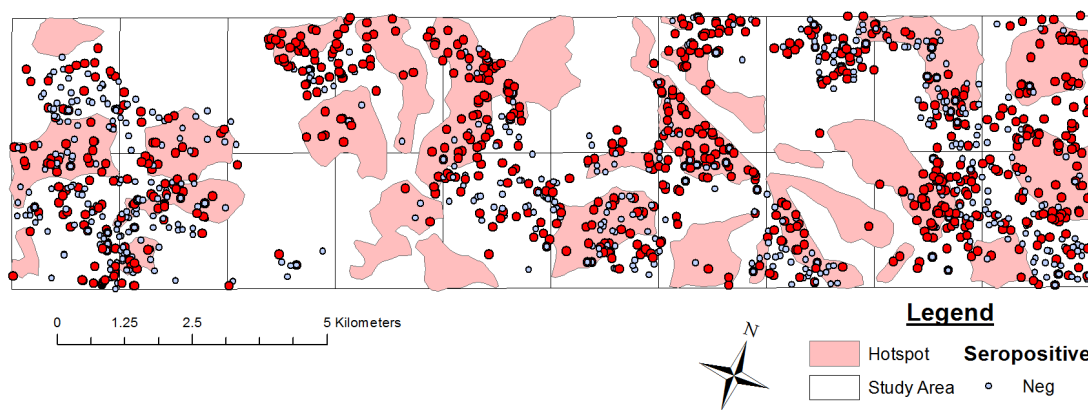 0 1.25 2.5 5 Kilometers
N
Legend
Hotspot Seropositive
Study Area Neg